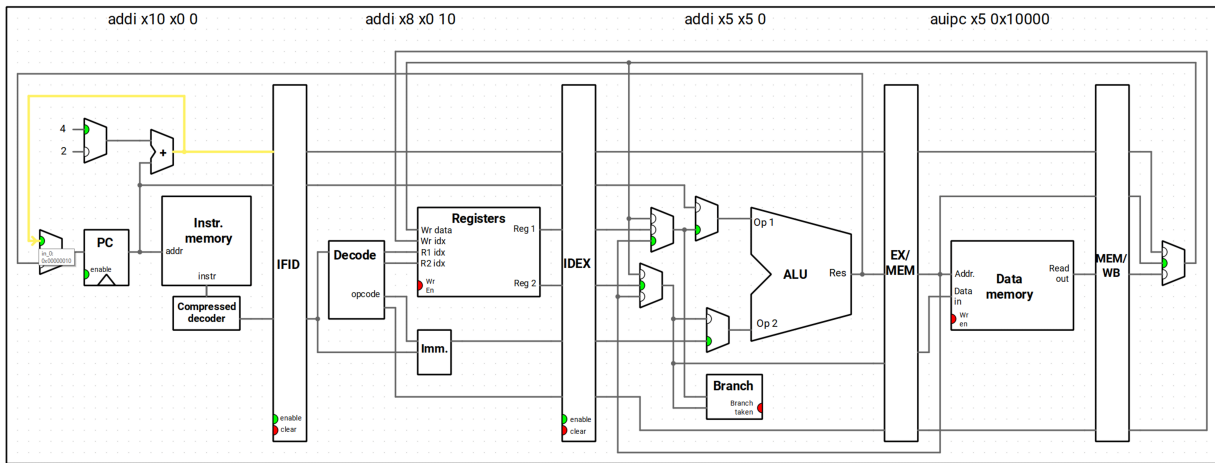 addi x10 x0 0
addi x8 x0 10
addi x5 x5 0
auipc x5 0x10000
4
2
+
Instr.
memory
addr
instr
PC
enable
in_0:
0x00000010
Compressed
decoder
IFID
enable
clear
Decode
opcode
Registers
Wr data
Wr idx
R1 idx
R2 idx
Wr
En
Reg 1
Reg 2
Imm.
IDEX
enable
clear
Op 1
ALU
Res
Op 2
Branch
Branch
taken
EX/
MEM
Addr.
Data
in
Wr
en
Data
memory
Read
out
MEM/
WB